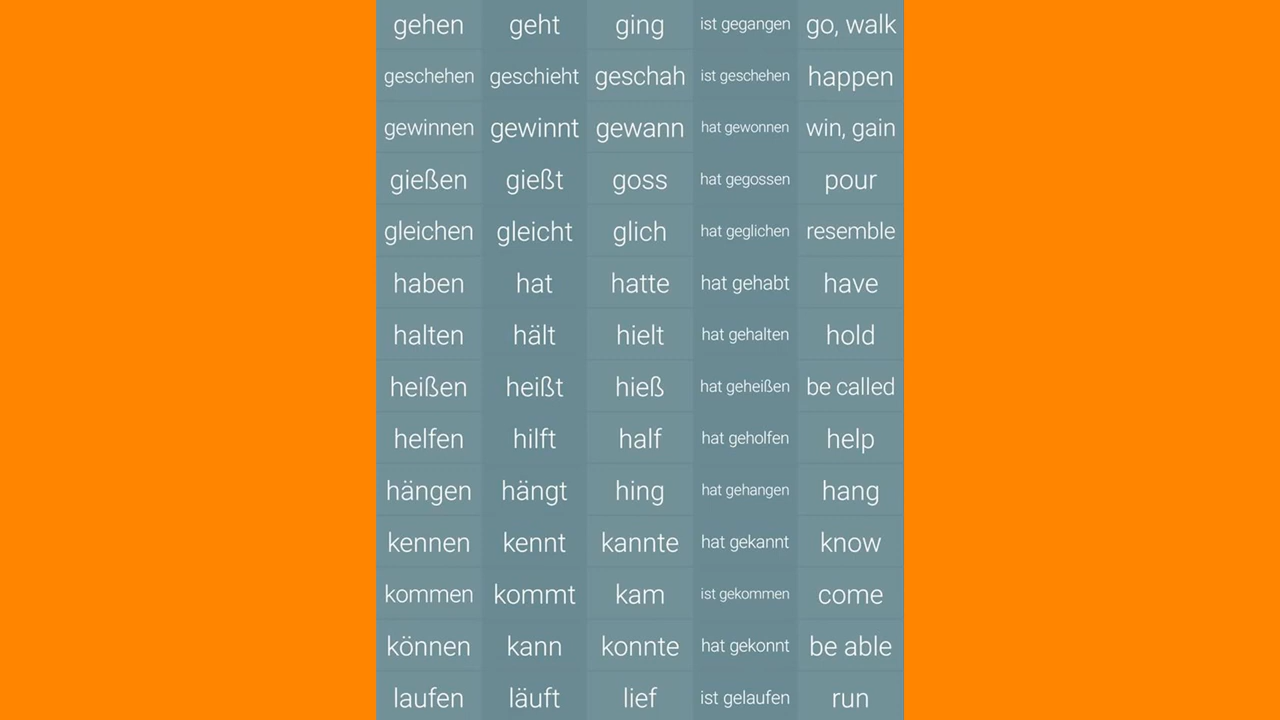 gehen geht ging ist gegangen go, walk
geschehen geschieht geschah ist geschehen happen
gewinnen gewinnt gewann hat gewonnen win, gain
gießen gießt goss hat gegossen pour
gleichen gleicht glich hat geglichen resemble
haben hat hatte hat gehabt have
halten hält hielt hat gehalten hold
heißen heißt hieß hat geheißen be called
helfen hilft half hat geholfen help
hängen hängt hing hat gehangen hang
kennen kennt kannte hat gekannt know
kommen kommt kam ist gekommen come
können kann konnte hat gekonnt be able
laufen läuft lief ist gelaufen run